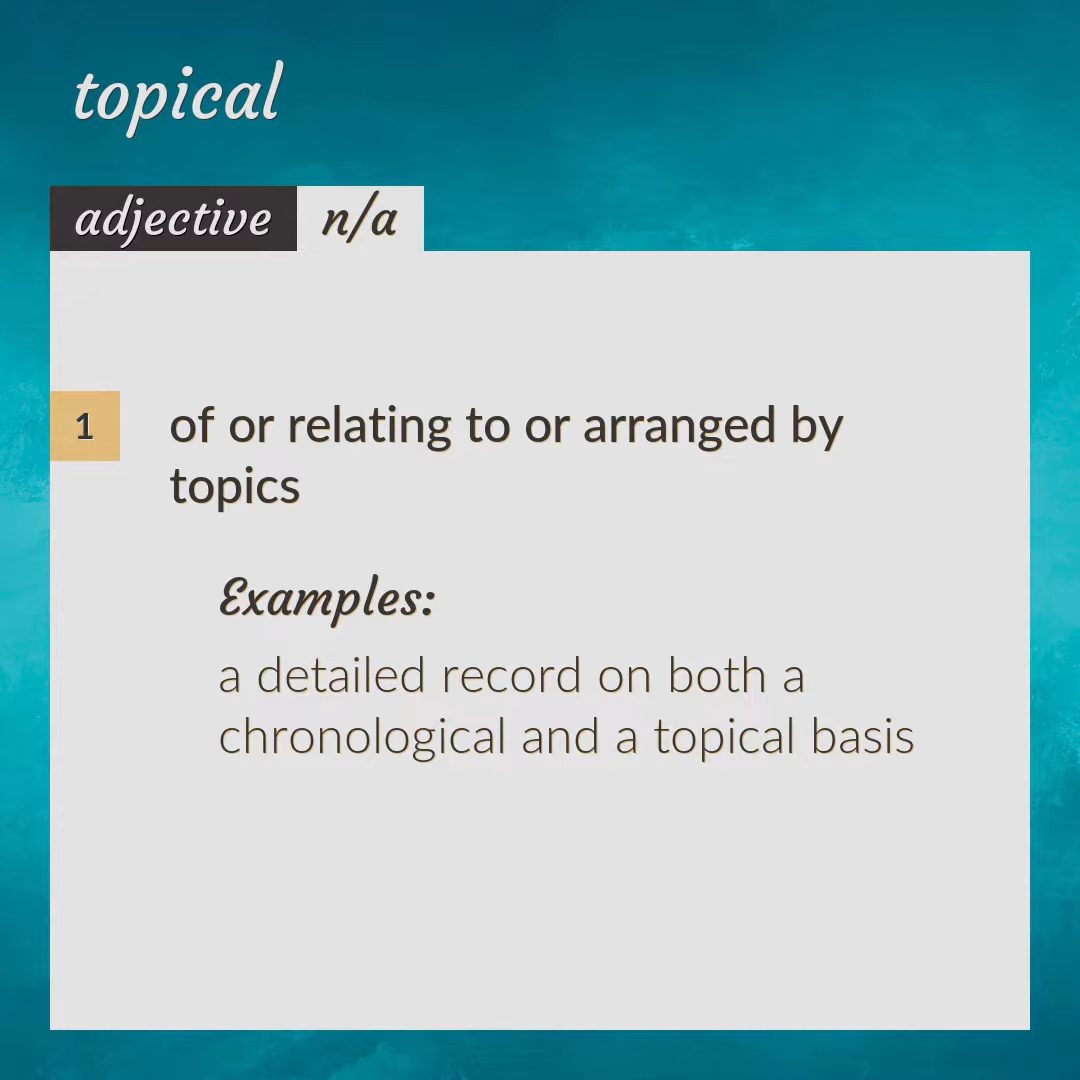 topical
adjective n/a
1 of or relating to or arranged by
topics
Examples:
a detailed record on both a
chronological and a topical basis